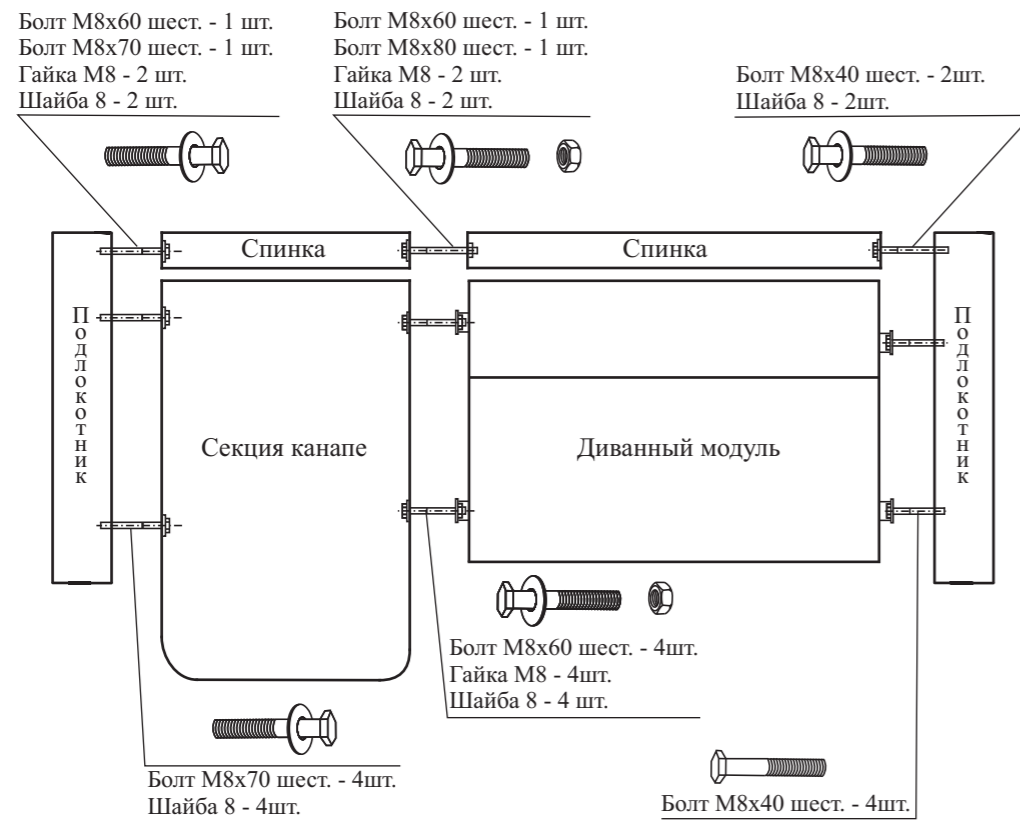 Болт М8х60 шест. - 1 шт.
Болт М8х70 шест. - 1 шт.
Гайка М8 - 2 шт.
Шайба 8 - 2 шт.
Болт М8х60 шест. - 1 шт.
Болт М8х80 шест. - 1 шт.
Гайка М8 - 2 шт.
Шайба 8 - 2 шт.
Болт М8х40 шест. - 2шт.
Шайба 8 - 2шт.
Спинка
Спинка
Подлокотник
Секция канапе
Диванный модуль
Подлокотник
Болт М8х60 шест. - 4шт.
Гайка М8 - 4шт.
Шайба 8 - 4 шт.
Болт М8х70 шест. - 4шт.
Шайба 8 - 4шт.
Болт М8х40 шест. - 4шт.